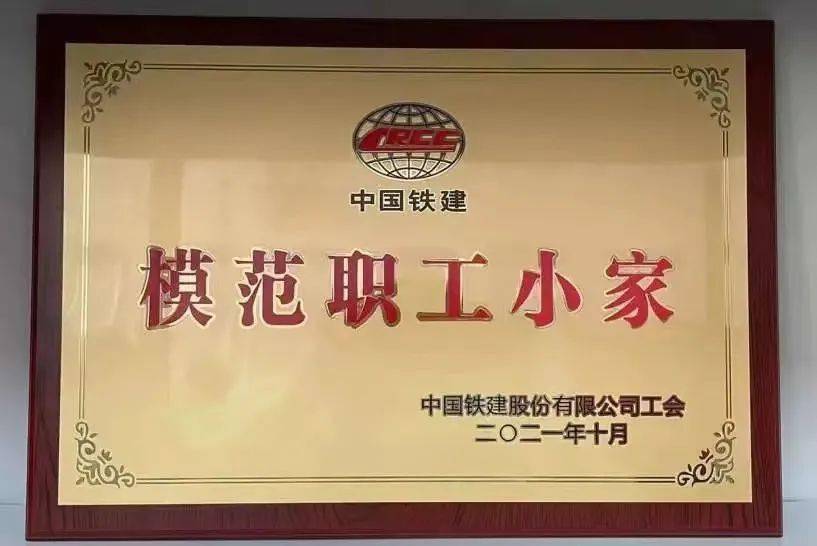 CRCC
中国铁建
模范职工小家
中国铁建股份有限公司工会
二〇二一年十月